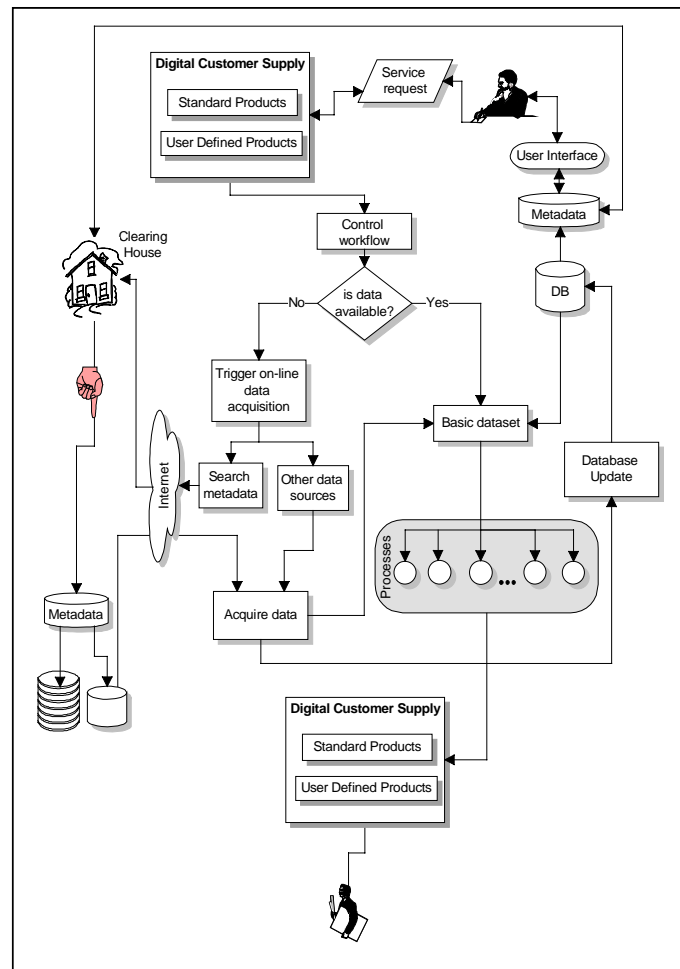 Digital Customer Supply
Standard Products
User Defined Products
Service
request
User Interface
Metadata
Clearing
House
Control
workflow
DB
No
is data
available?
Yes
Trigger on-line
data
acquisition
Basic dataset
Internet
Search
metadata
Other data
sources
Database
Update
Processes
...
Metadata
Acquire data
Digital Customer Supply
Standard Products
User Defined Products